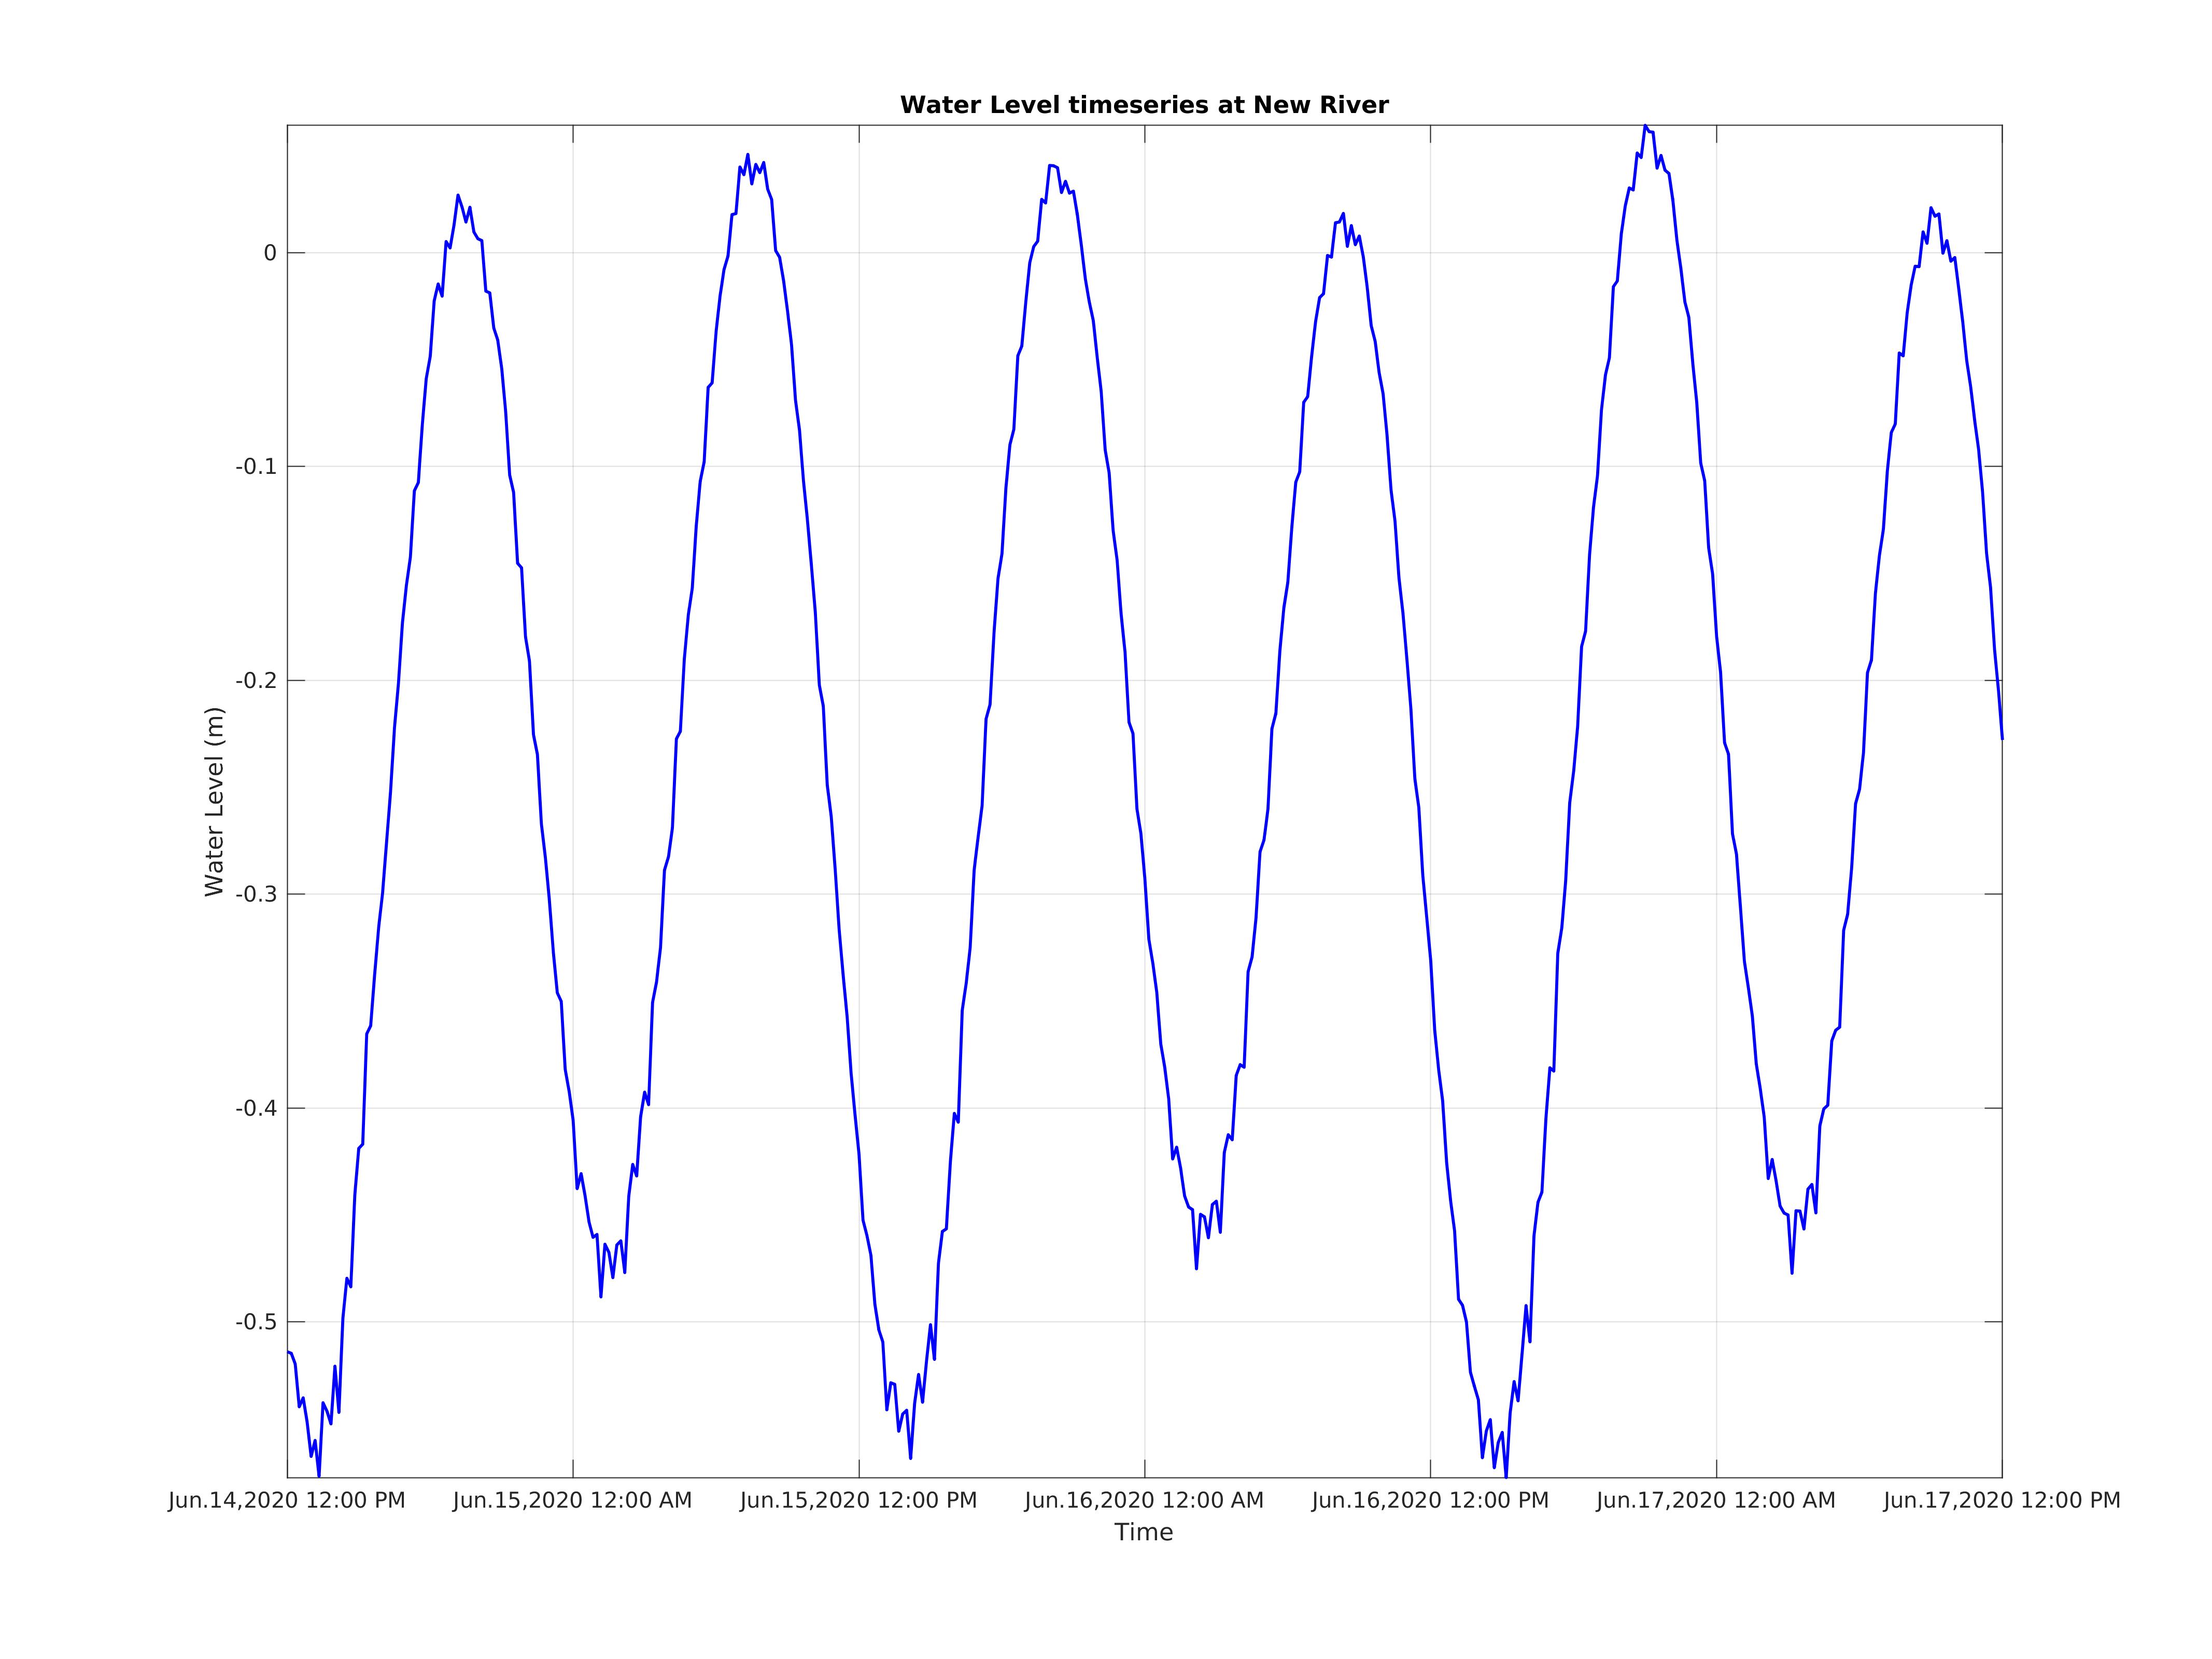 Water Level timeseries at New River
0
-0.1
-0.2
-0.3
-0.4
-0.5
Water Level (m)
Jun.14,2020 12:00 PM
Jun.15,2020 12:00 AM
Jun.15,2020 12:00 PM
Jun.16,2020 12:00 AM
Jun.16,2020 12:00 PM
Jun.17,2020 12:00 AM
Jun.17,2020 12:00 PM
Time